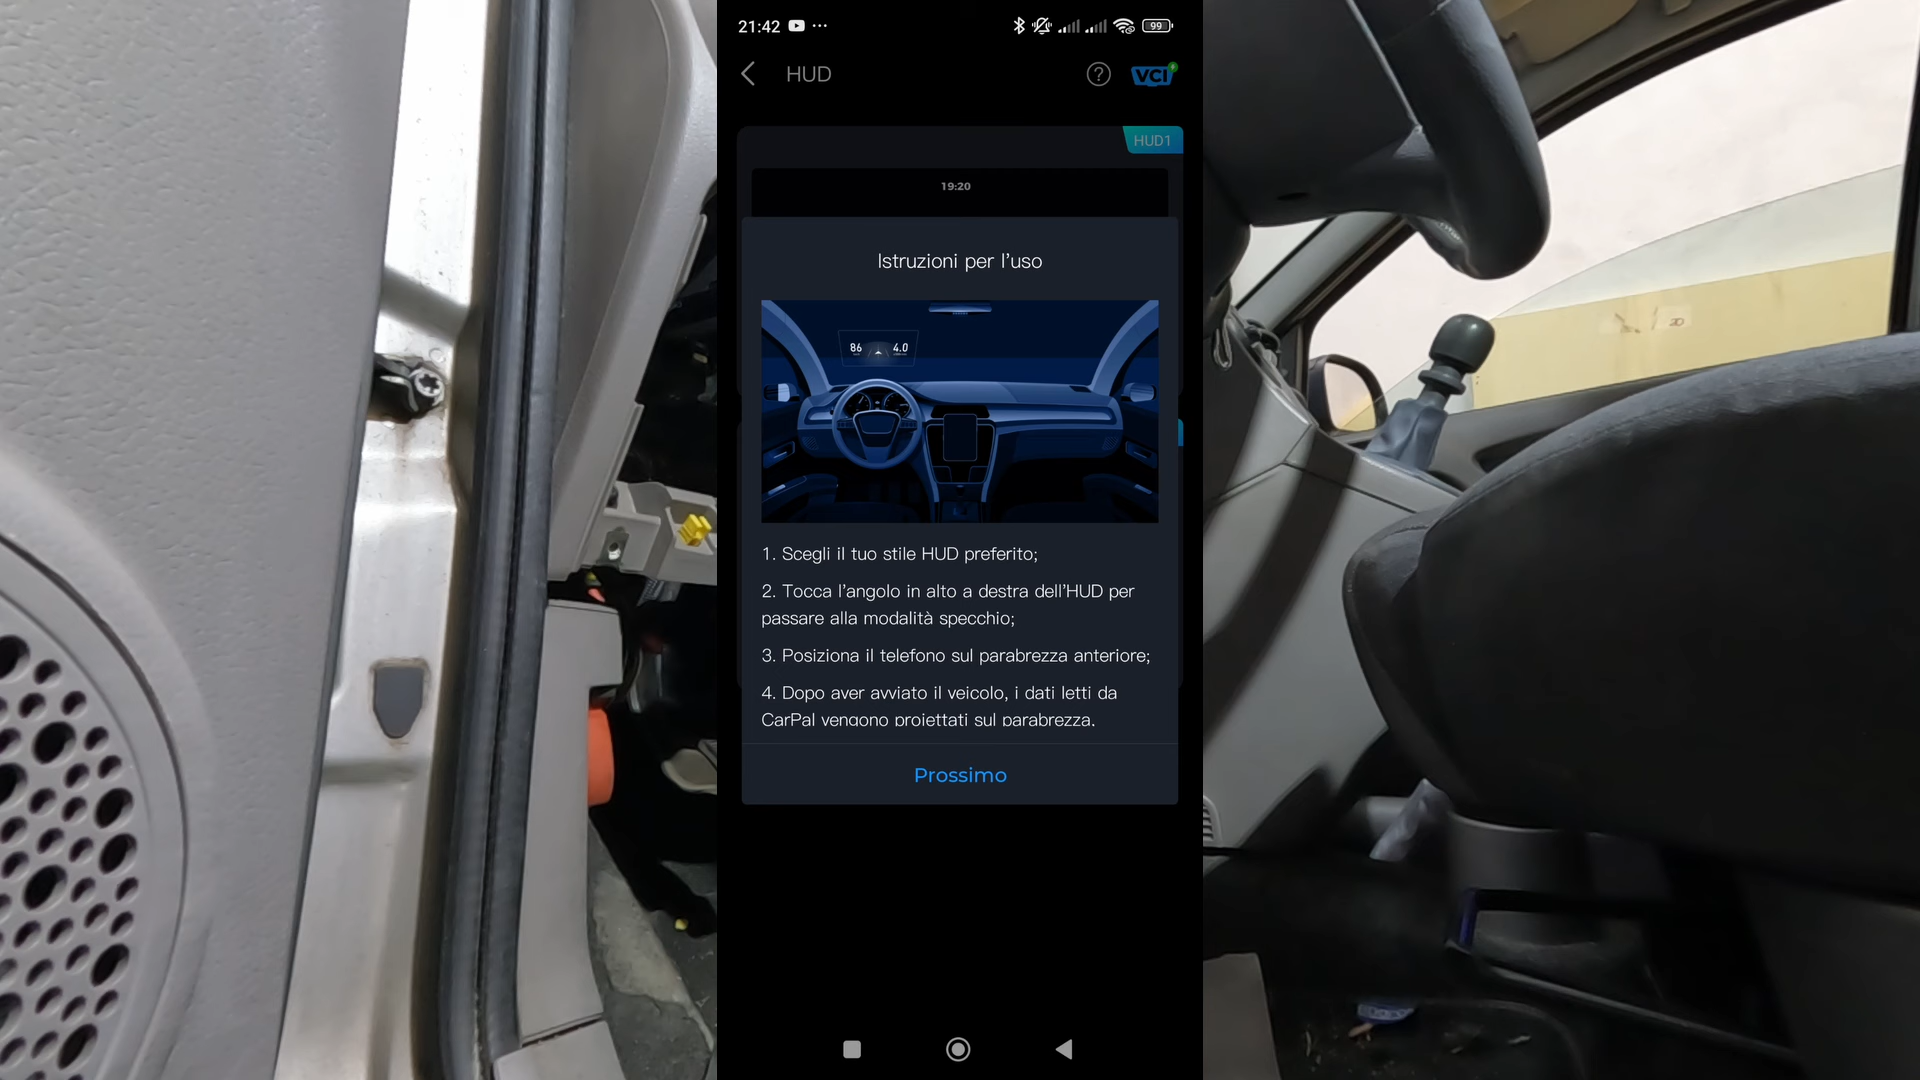 21:42
99
HUD
VCI
HUD1
19:20
Istruzioni per l'uso
86
4.0
1. Scegli il tuo stile HUD preferito;
2. Tocca l'angolo in alto a destra dell'HUD per
passare alla modalità specchio;
3. Posiziona il telefono sul parabrezza anteriore;
4. Dopo aver avviato il veicolo, i dati letti da
CarPal vengono proiettati sul parabrezza.
Prossimo